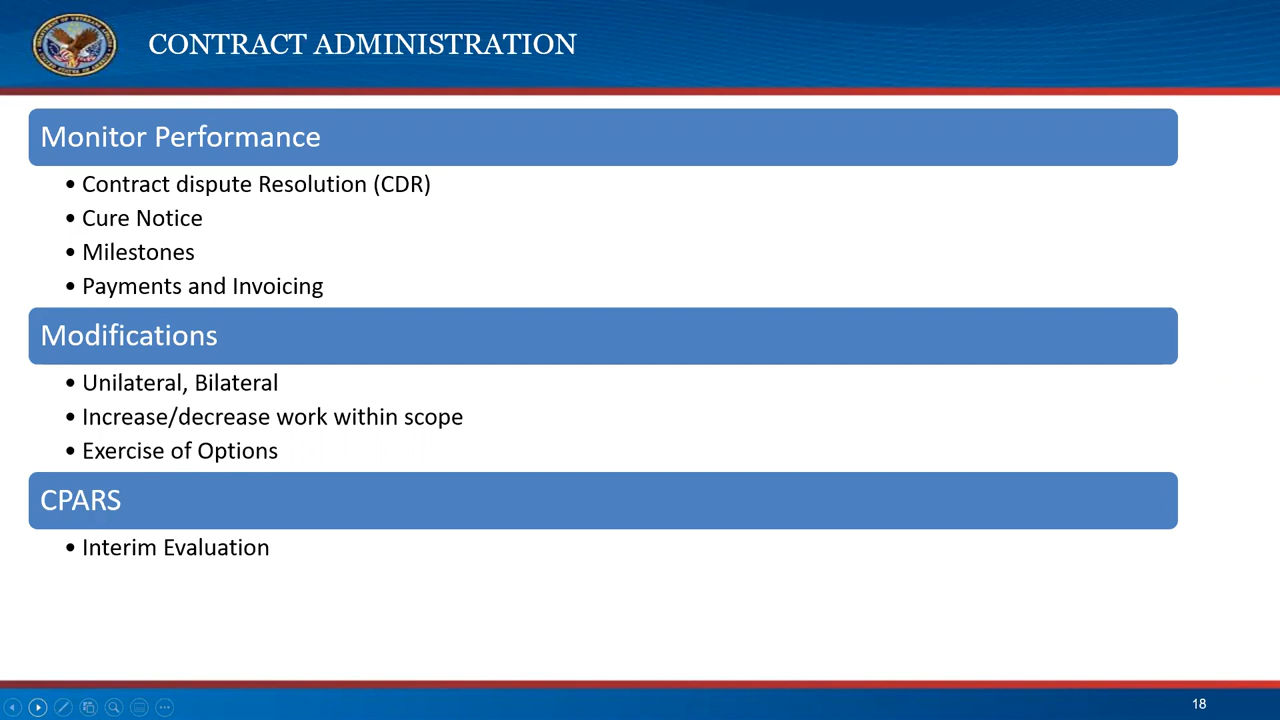 CONTRACT ADMINISTRATION
Monitor Performance
• Contract dispute Resolution (CDR)
• Cure Notice
• Milestones
• Payments and Invoicing
Modifications
• Unilateral, Bilateral
• Increase/decrease work within scope
• Exercise of Options
CPARS
• Interim Evaluation
18